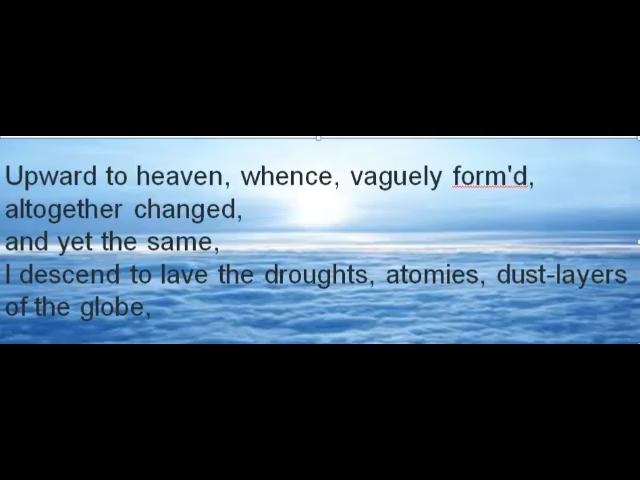 Upward to heaven, whence, vaguely form'd,
altogether changed,
and yet the same,
I descend to lave the droughts, atomies, dust-layers
of the globe,